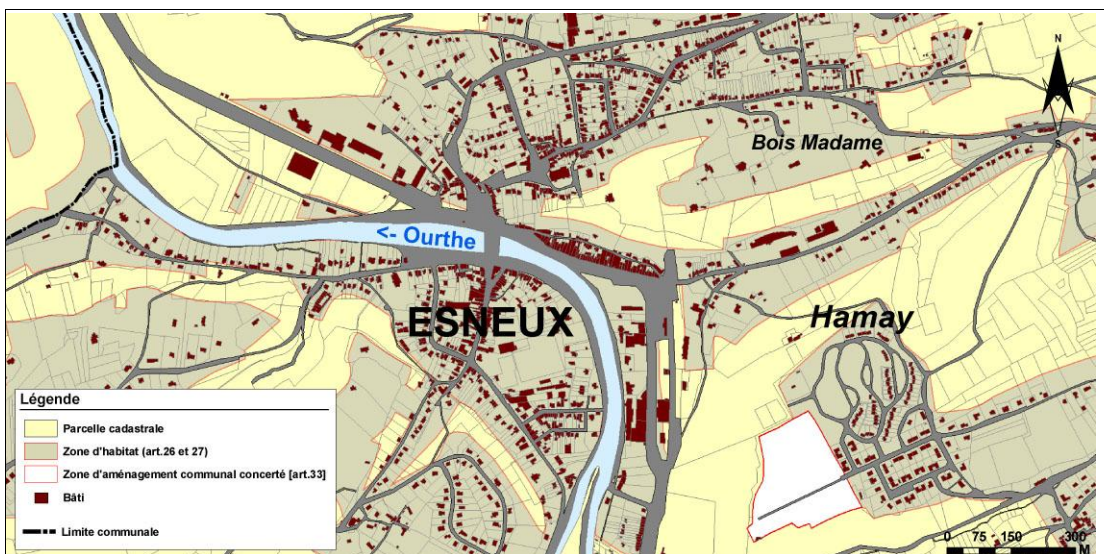 N
S
Bois Madame
<- Ourthe
ESNEUX
Hamay
Légende
Parcelle cadastrale
Zone d'habitat (art.26 et 27)
Zone d'aménagement communal concerté [art.33]
Bâti
Limite communale
0 75 150 300
M